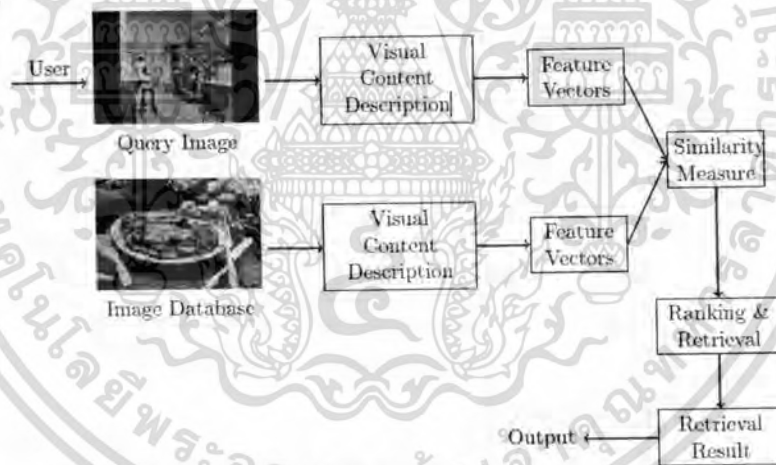 User
Query Image
Visual
Content
Description
Feature
Vectors
Similarity
Measure
Image Database
Visual
Content
Description
Feature
Vectors
Ranking &
Retrieval
Retrieval
Result
Output